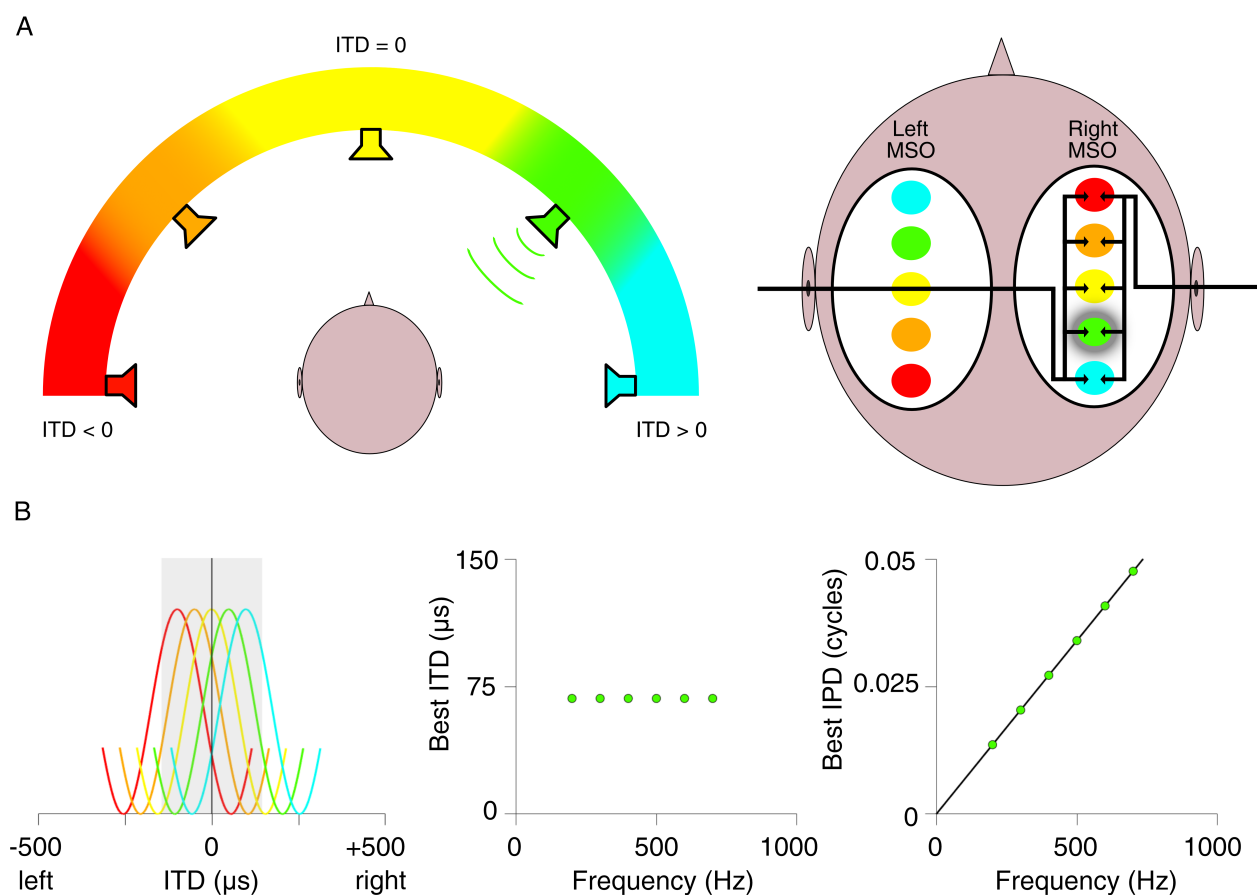 A
ITD = 0
ITD < 0
ITD > 0
Left
MSO
Right
MSO
B
-500
0
+500
left
ITD (µs)
right
150
75
0
Best ITD (µs)
0
500
1000
Frequency (Hz)
0.05
0.025
0
Best IPD (cycles)
0
500
1000
Frequency (Hz)